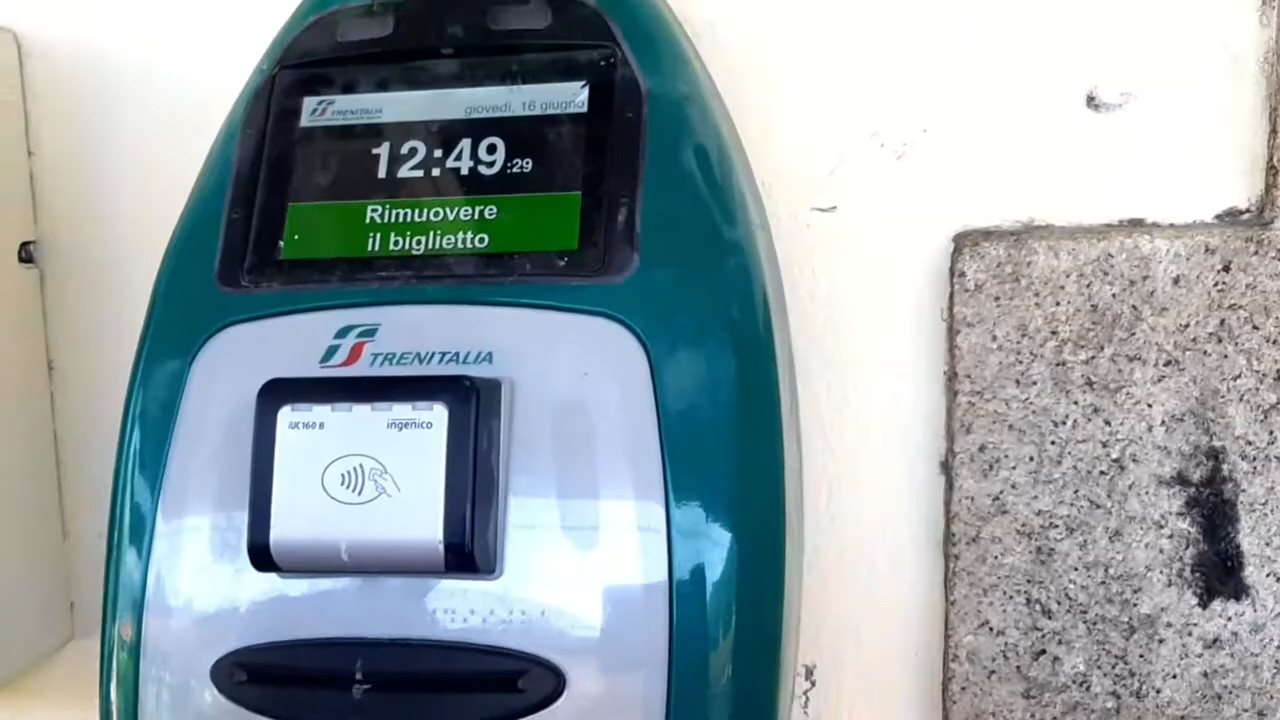 TRENITALIA
giovedì, 16 giugno
12:49:29
Rimuovere
il biglietto
TRENITALIA
iUC160 B
ingenico